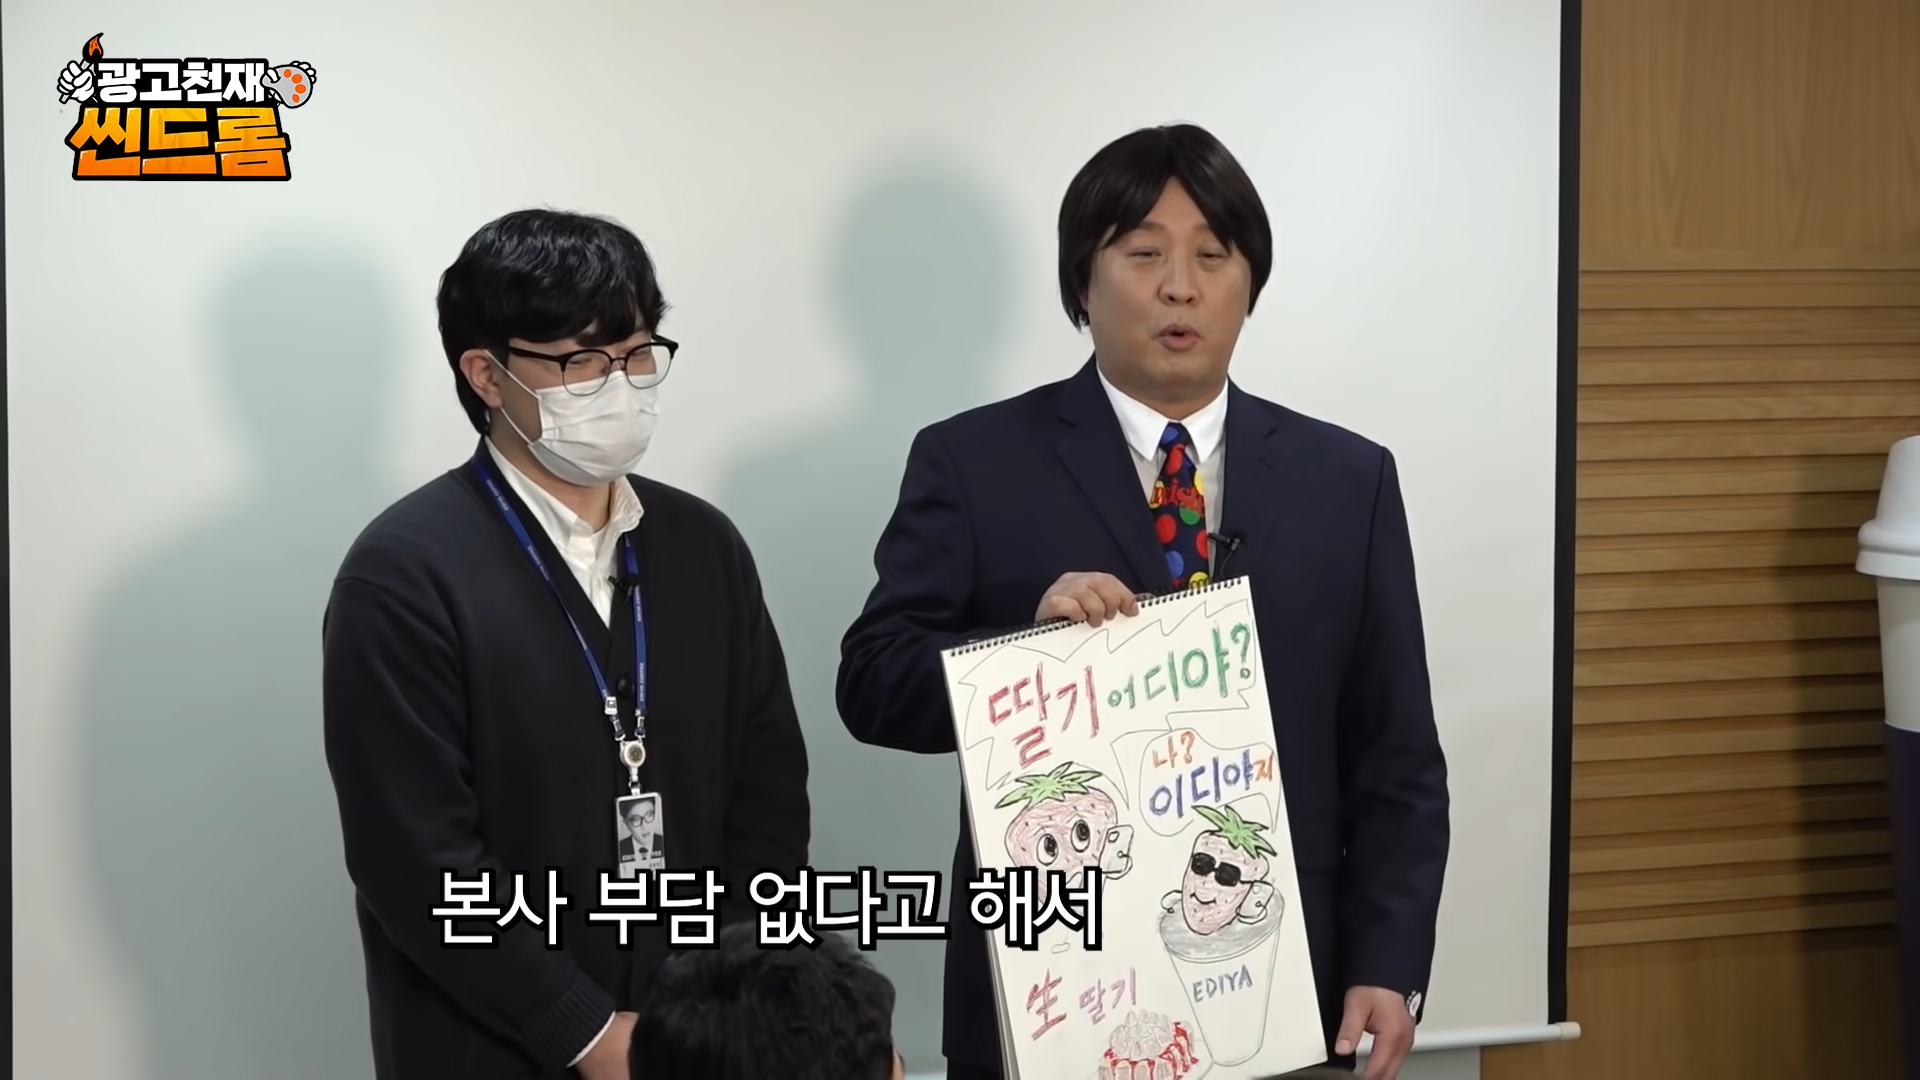 광고천재
씬드롬
딸기 어디야?
나?
이디야지
EDIYA
生 딸기
본사 부담 없다고 해서